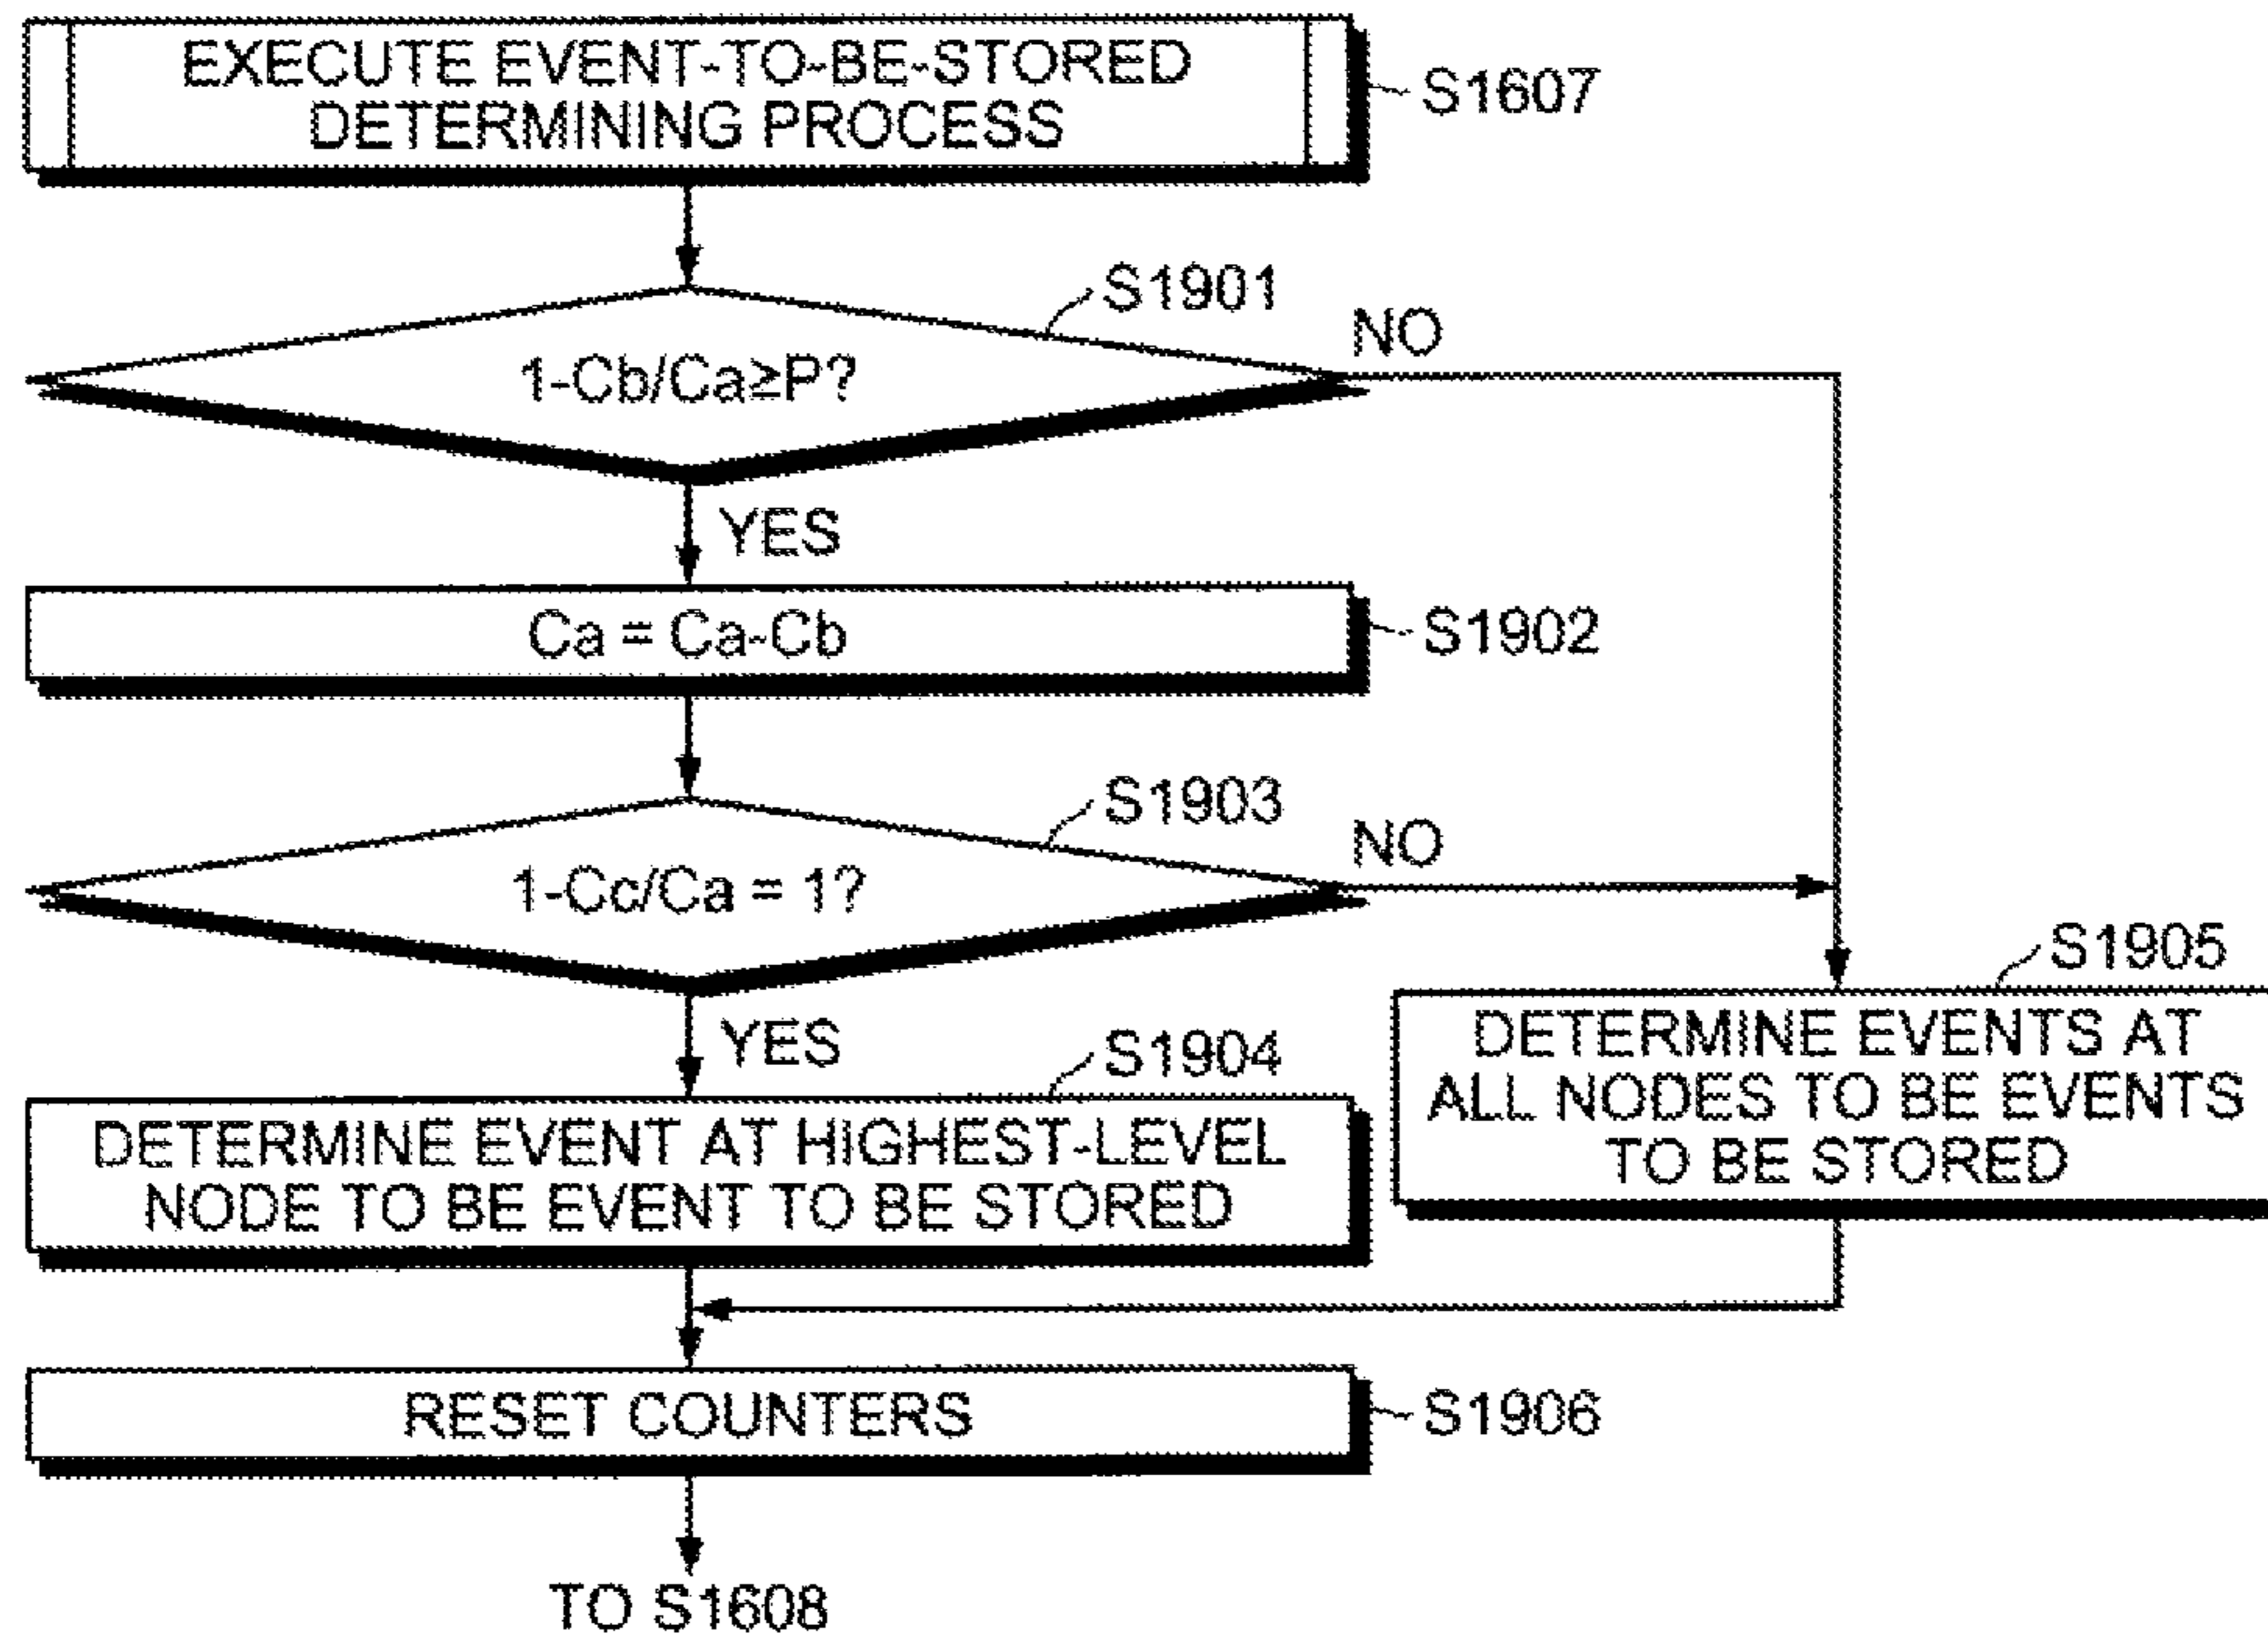 EXECUTE EVENT-TO-BE-STORED
DETERMINING PROCESS
S1607
S1901
1-Cb/Ca≥P?
NO
YES
Ca = Ca-Cb
S1902
S1903
1-Cc/Ca = 1?
NO
YES
S1904
DETERMINE EVENT AT HIGHEST-LEVEL
NODE TO BE EVENT TO BE STORED
S1905
DETERMINE EVENTS AT
ALL NODES TO BE EVENTS
TO BE STORED
RESET COUNTERS
S1906
TO S1608